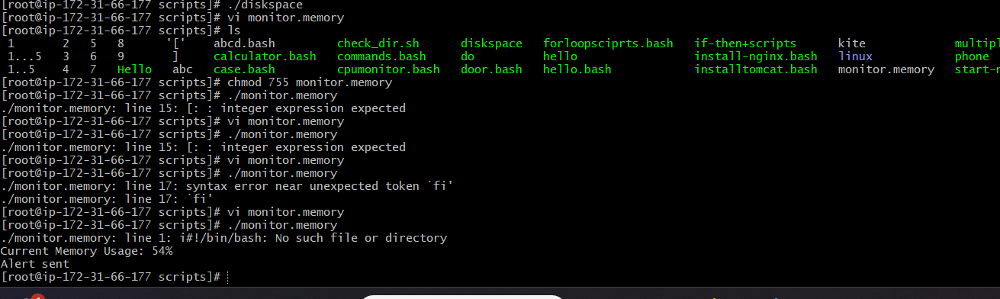 [root@ip-172-31-66-177 scripts]# ./diskspace
[root@ip-172-31-66-177 scripts]# vi monitor.memory
[root@ip-172-31-66-177 scripts]# ls
1 2 5 8 '[' abcd.bash check_dir.sh diskspace forloopsciprts.bash if-then+scripts kite multipl
1...5 3 6 9 ] calculator.bash commands.bash do hello install-nginx.bash linux phone
1..5 4 7 Hello abc case.bash cpumonitor.bash door.bash hello.bash installtomcat.bash monitor.memory start-n
[root@ip-172-31-66-177 scripts]# chmod 755 monitor.memory
[root@ip-172-31-66-177 scripts]# ./monitor.memory
./monitor.memory: line 15: [: : integer expression expected
[root@ip-172-31-66-177 scripts]# vi monitor.memory
[root@ip-172-31-66-177 scripts]# ./monitor.memory
./monitor.memory: line 15: [: : integer expression expected
[root@ip-172-31-66-177 scripts]# vi monitor.memory
[root@ip-172-31-66-177 scripts]# ./monitor.memory
./monitor.memory: line 17: syntax error near unexpected token `fi'
./monitor.memory: line 17: `fi'
[root@ip-172-31-66-177 scripts]# vi monitor.memory
[root@ip-172-31-66-177 scripts]# ./monitor.memory
./monitor.memory: line 1: i#!/bin/bash: No such file or directory
Current Memory Usage: 54%
Alert sent
[root@ip-172-31-66-177 scripts]#